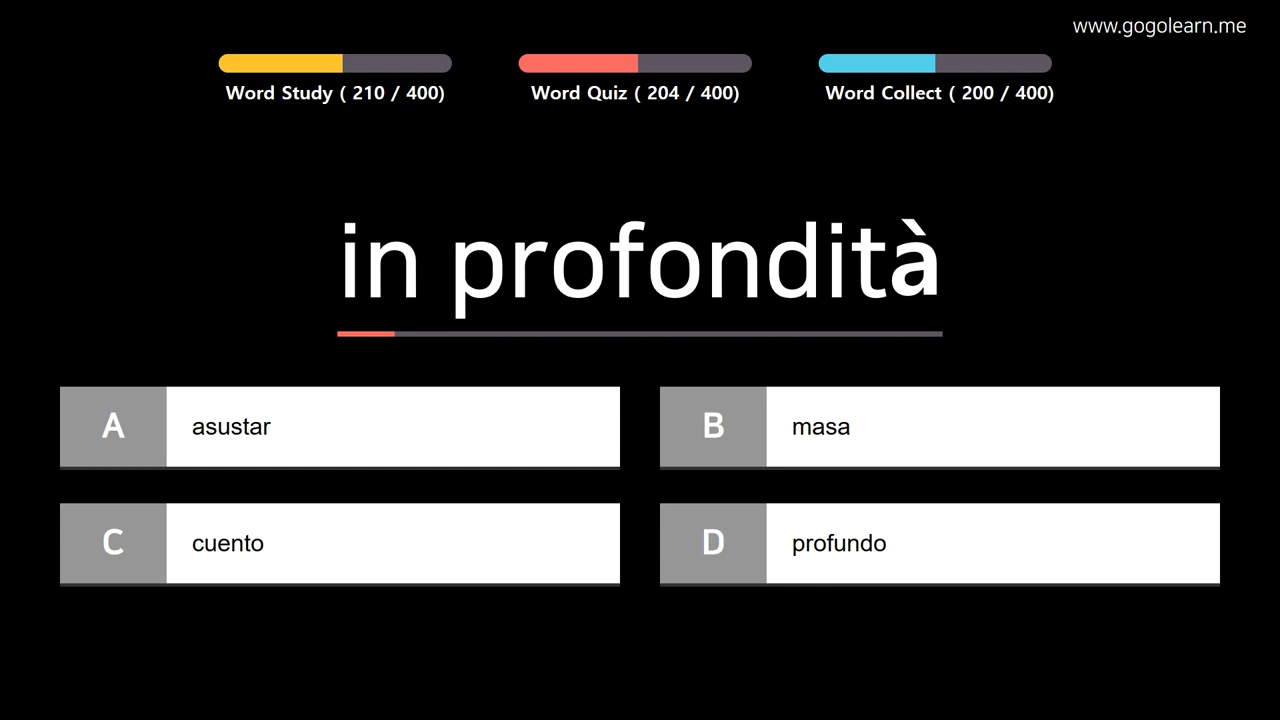 www.gogolearn.me
Word Study ( 210 / 400)
Word Quiz ( 204 / 400)
Word Collect ( 200 / 400)
in profondità
A asustar
B masa
C cuento
D profundo